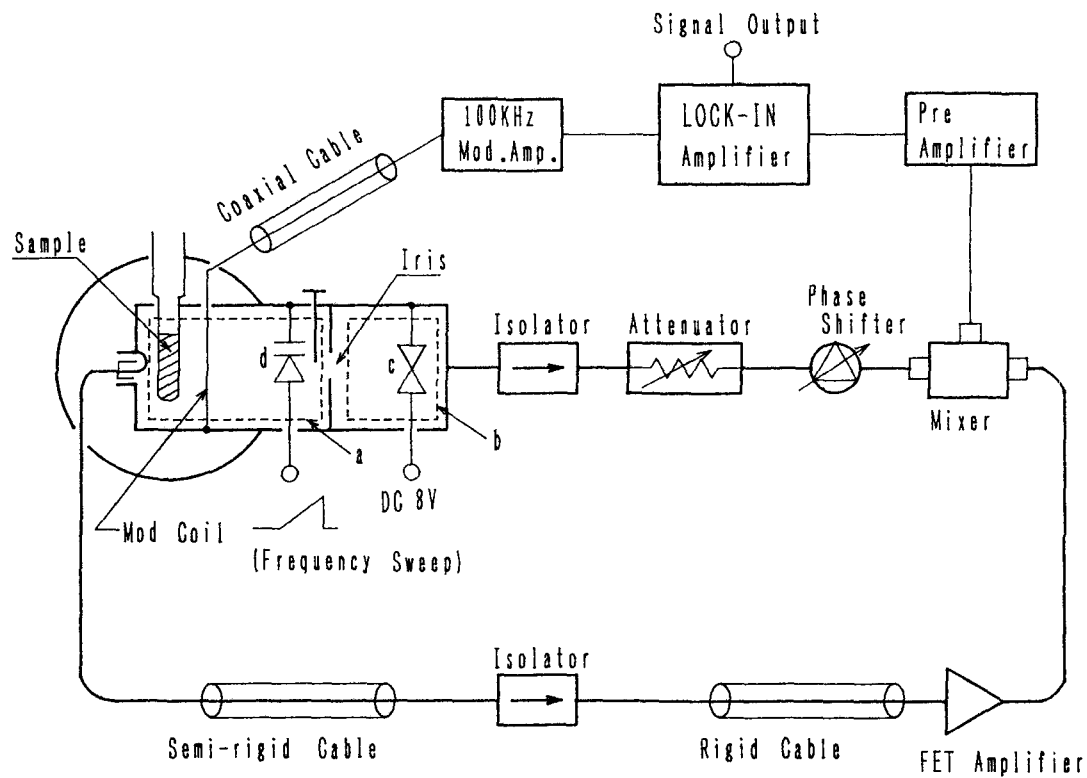 Signal Output
100KHz
Mod.Amp.
LOCK-IN
Amplifier
Pre
Amplifier
Coaxial Cable
Sample
Iris
Isolator
Attenuator
Phase
Shifter
d
c
Mixer
a
b
DC 8V
Mod Coil
(Frequency Sweep)
Isolator
Semi-rigid Cable
Rigid Cable
FET Amplifier